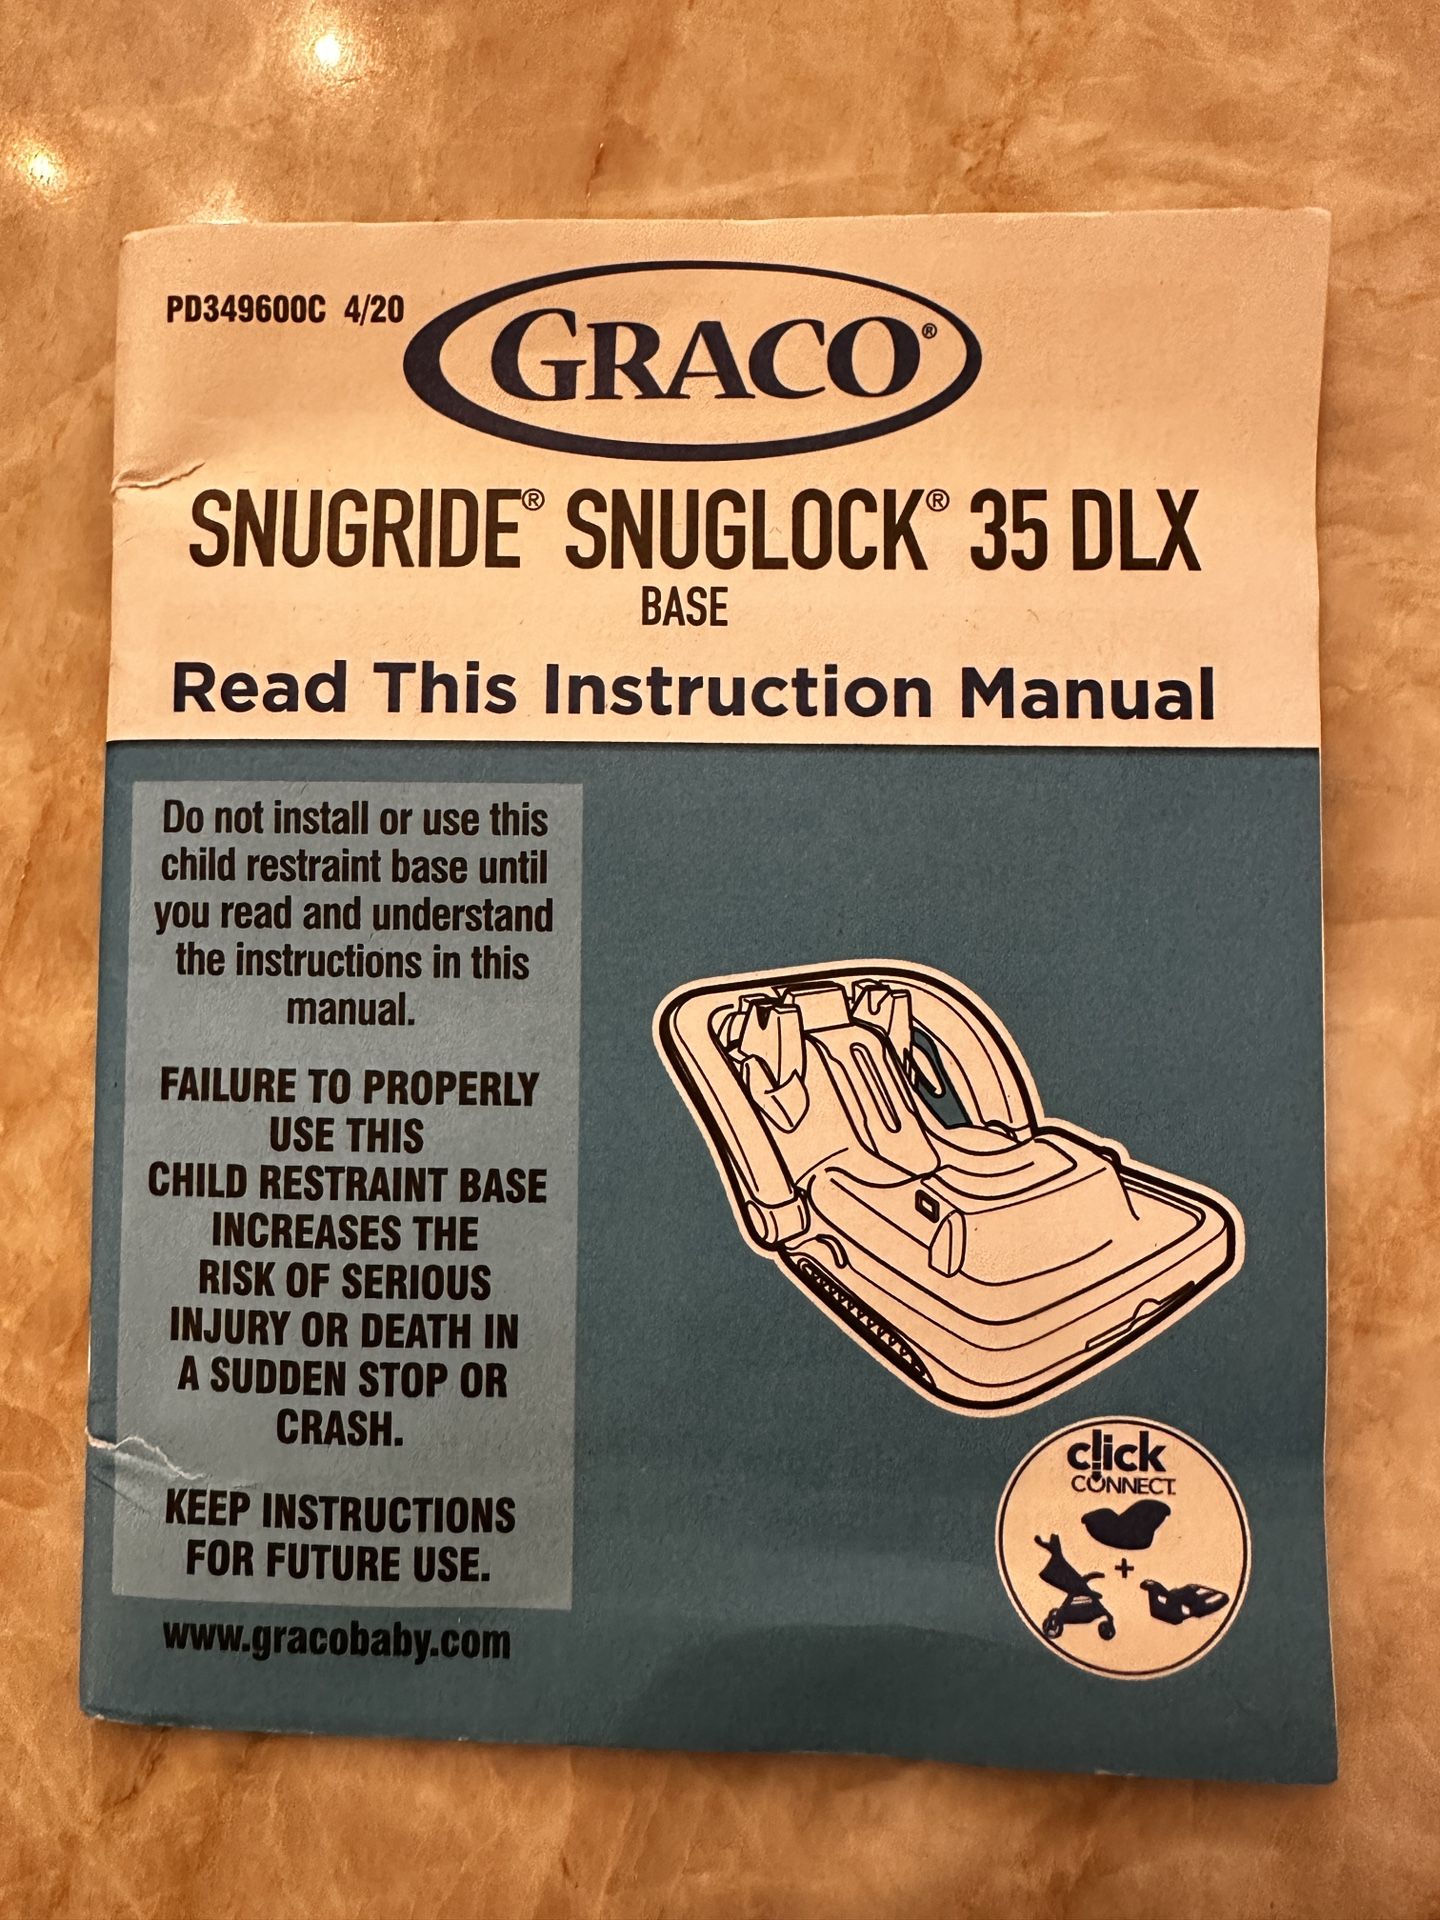 PD349600C 4/20
GRACO®
SNUGRIDE® SNUGLOCK® 35 DLX
BASE
Read This Instruction Manual
Do not install or use this
child restraint base until
you read and understand
the instructions in this
manual.
FAILURE TO PROPERLY
USE THIS
CHILD RESTRAINT BASE
INCREASES THE
RISK OF SERIOUS
INJURY OR DEATH IN
A SUDDEN STOP OR
CRASH.
KEEP INSTRUCTIONS
FOR FUTURE USE.
www.gracobaby.com
click
CONNECT
+